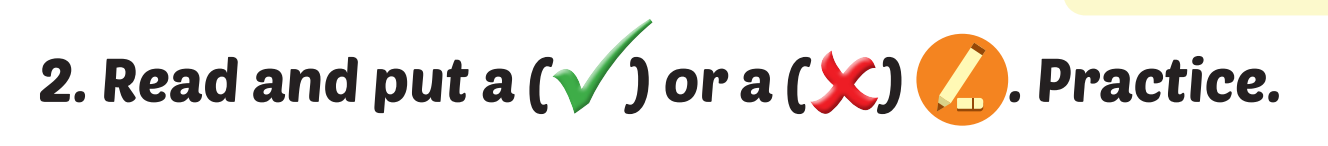 2. Read and put a (✓) or a (✗) . Practice.